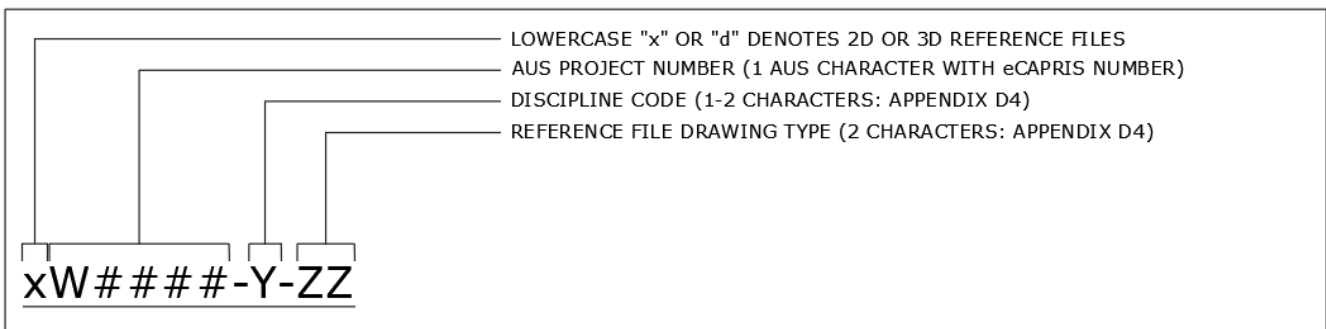 LOWERCASE "x" OR "d" DENOTES 2D OR 3D REFERENCE FILES
AUS PROJECT NUMBER (1 AUS CHARACTER WITH eCAPRIS NUMBER)
DISCIPLINE CODE (1-2 CHARACTERS: APPENDIX D4)
REFERENCE FILE DRAWING TYPE (2 CHARACTERS: APPENDIX D4)
xW####-Y-ZZ